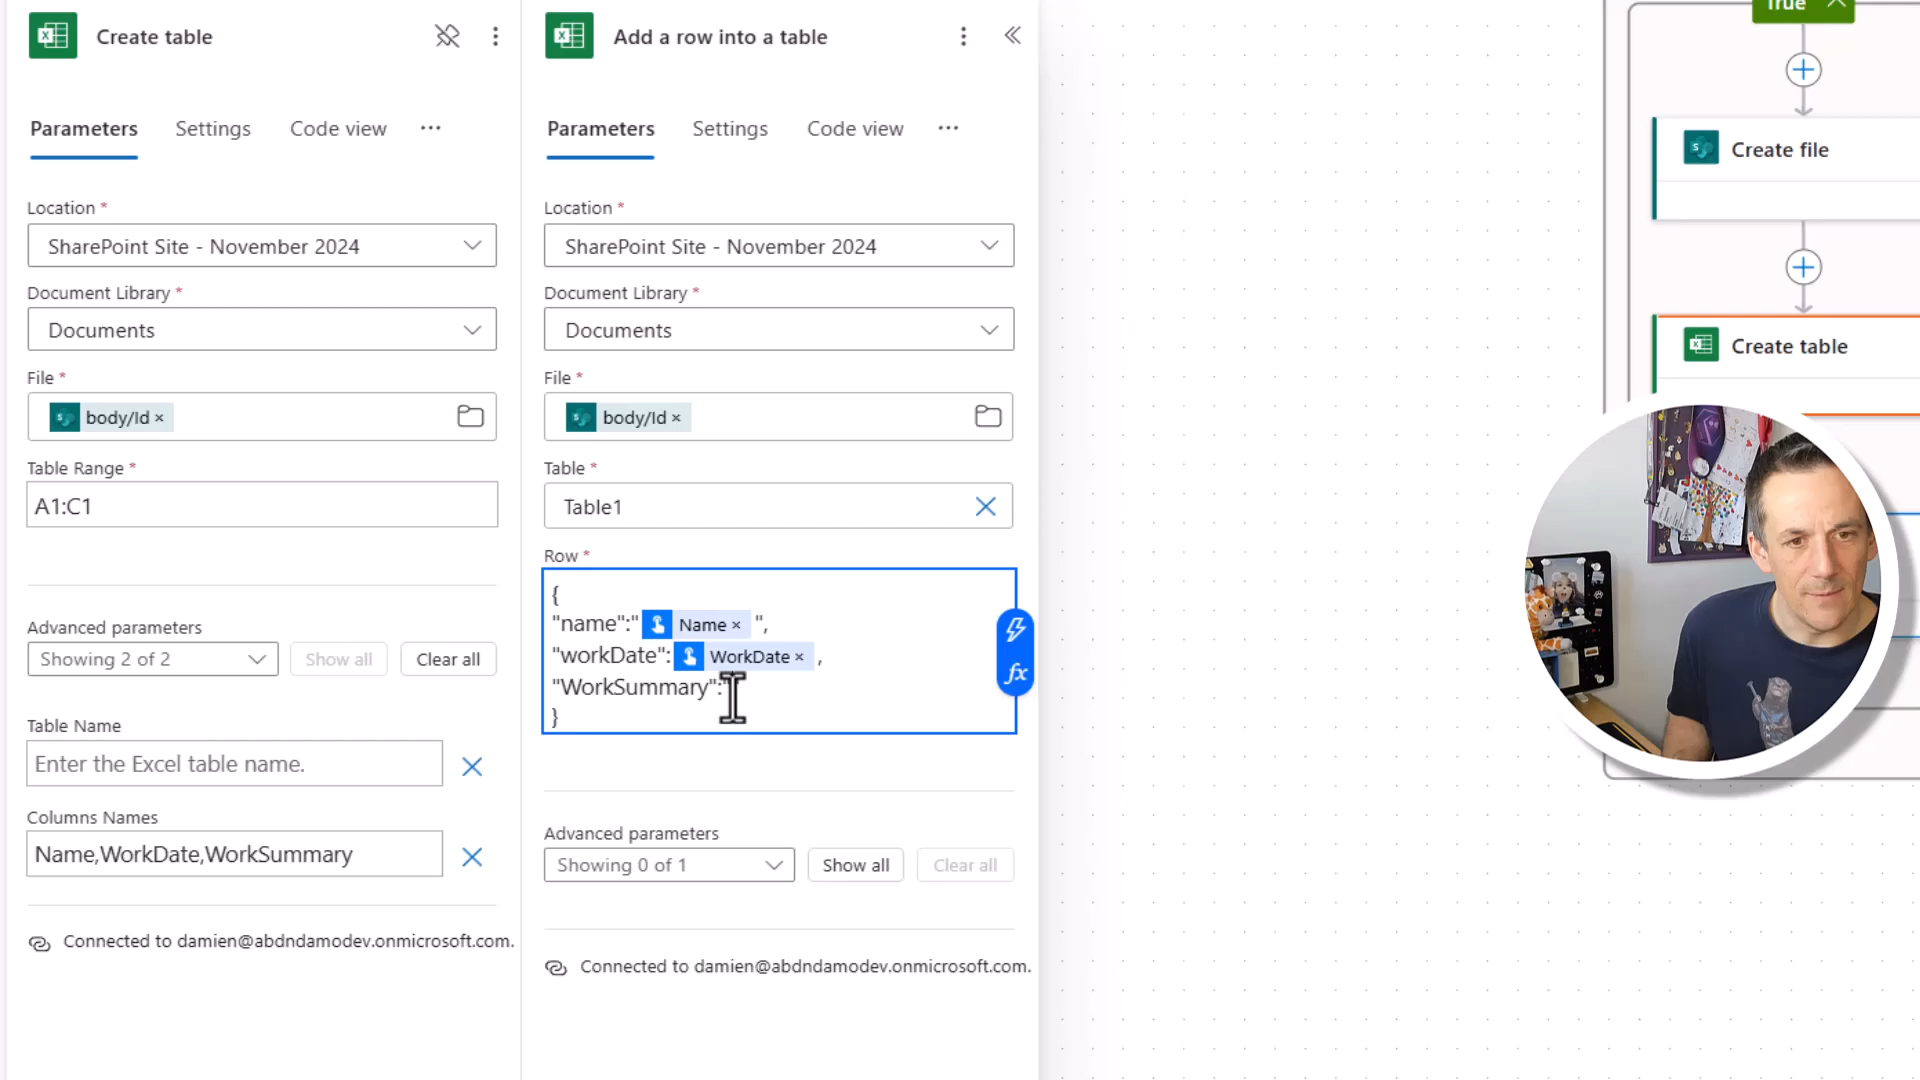 Create table
Parameters Settings Code view ...
Location *
SharePoint Site - November 2024
Document Library *
Documents
File *
body/Id ×
Table Range *
A1:C1
Advanced parameters
Showing 2 of 2 Show all Clear all
Table Name
Enter the Excel table name.
Columns Names
Name,WorkDate,WorkSummary
Connected to damien@abdndamodev.onmicrosoft.com.
Add a row into a table
Parameters Settings Code view ...
Location *
SharePoint Site - November 2024
Document Library *
Documents
File *
body/Id ×
Table *
Table1
Row *
{
"name":" Name × ",
"workDate": WorkDate × ,
"WorkSummary":
}
fx
Advanced parameters
Showing 0 of 1 Show all Clear all
Connected to damien@abdndamodev.onmicrosoft.com.
True
Create file
Create table